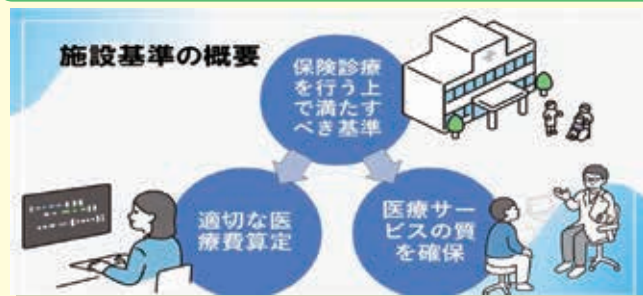 施設基準の概要
保険診療
を行う上
で満たす
べき基準
適切な医
療費算定
医療サー
ビスの質
を確保